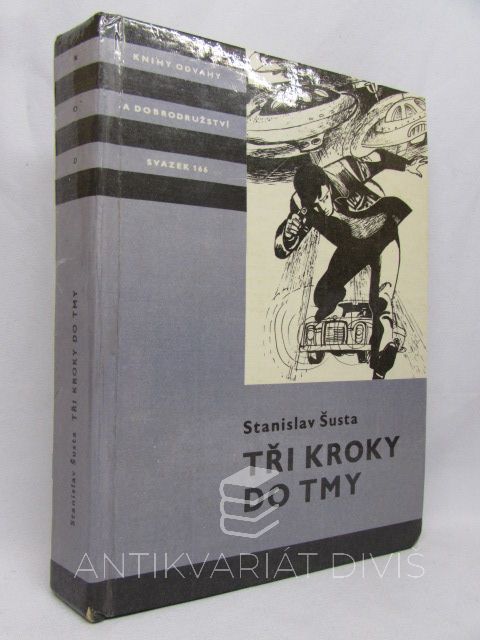 KNIHY ODVAHY
A DOBRODRUŽSTVÍ
SVAZEK 166
Stanislav Šusta
TŘI KROKY
DO TMY
K
O
D
Stanislav Šusta TŘI KROKY DO TMY
ANTIKVARIÁT DIVIŠ